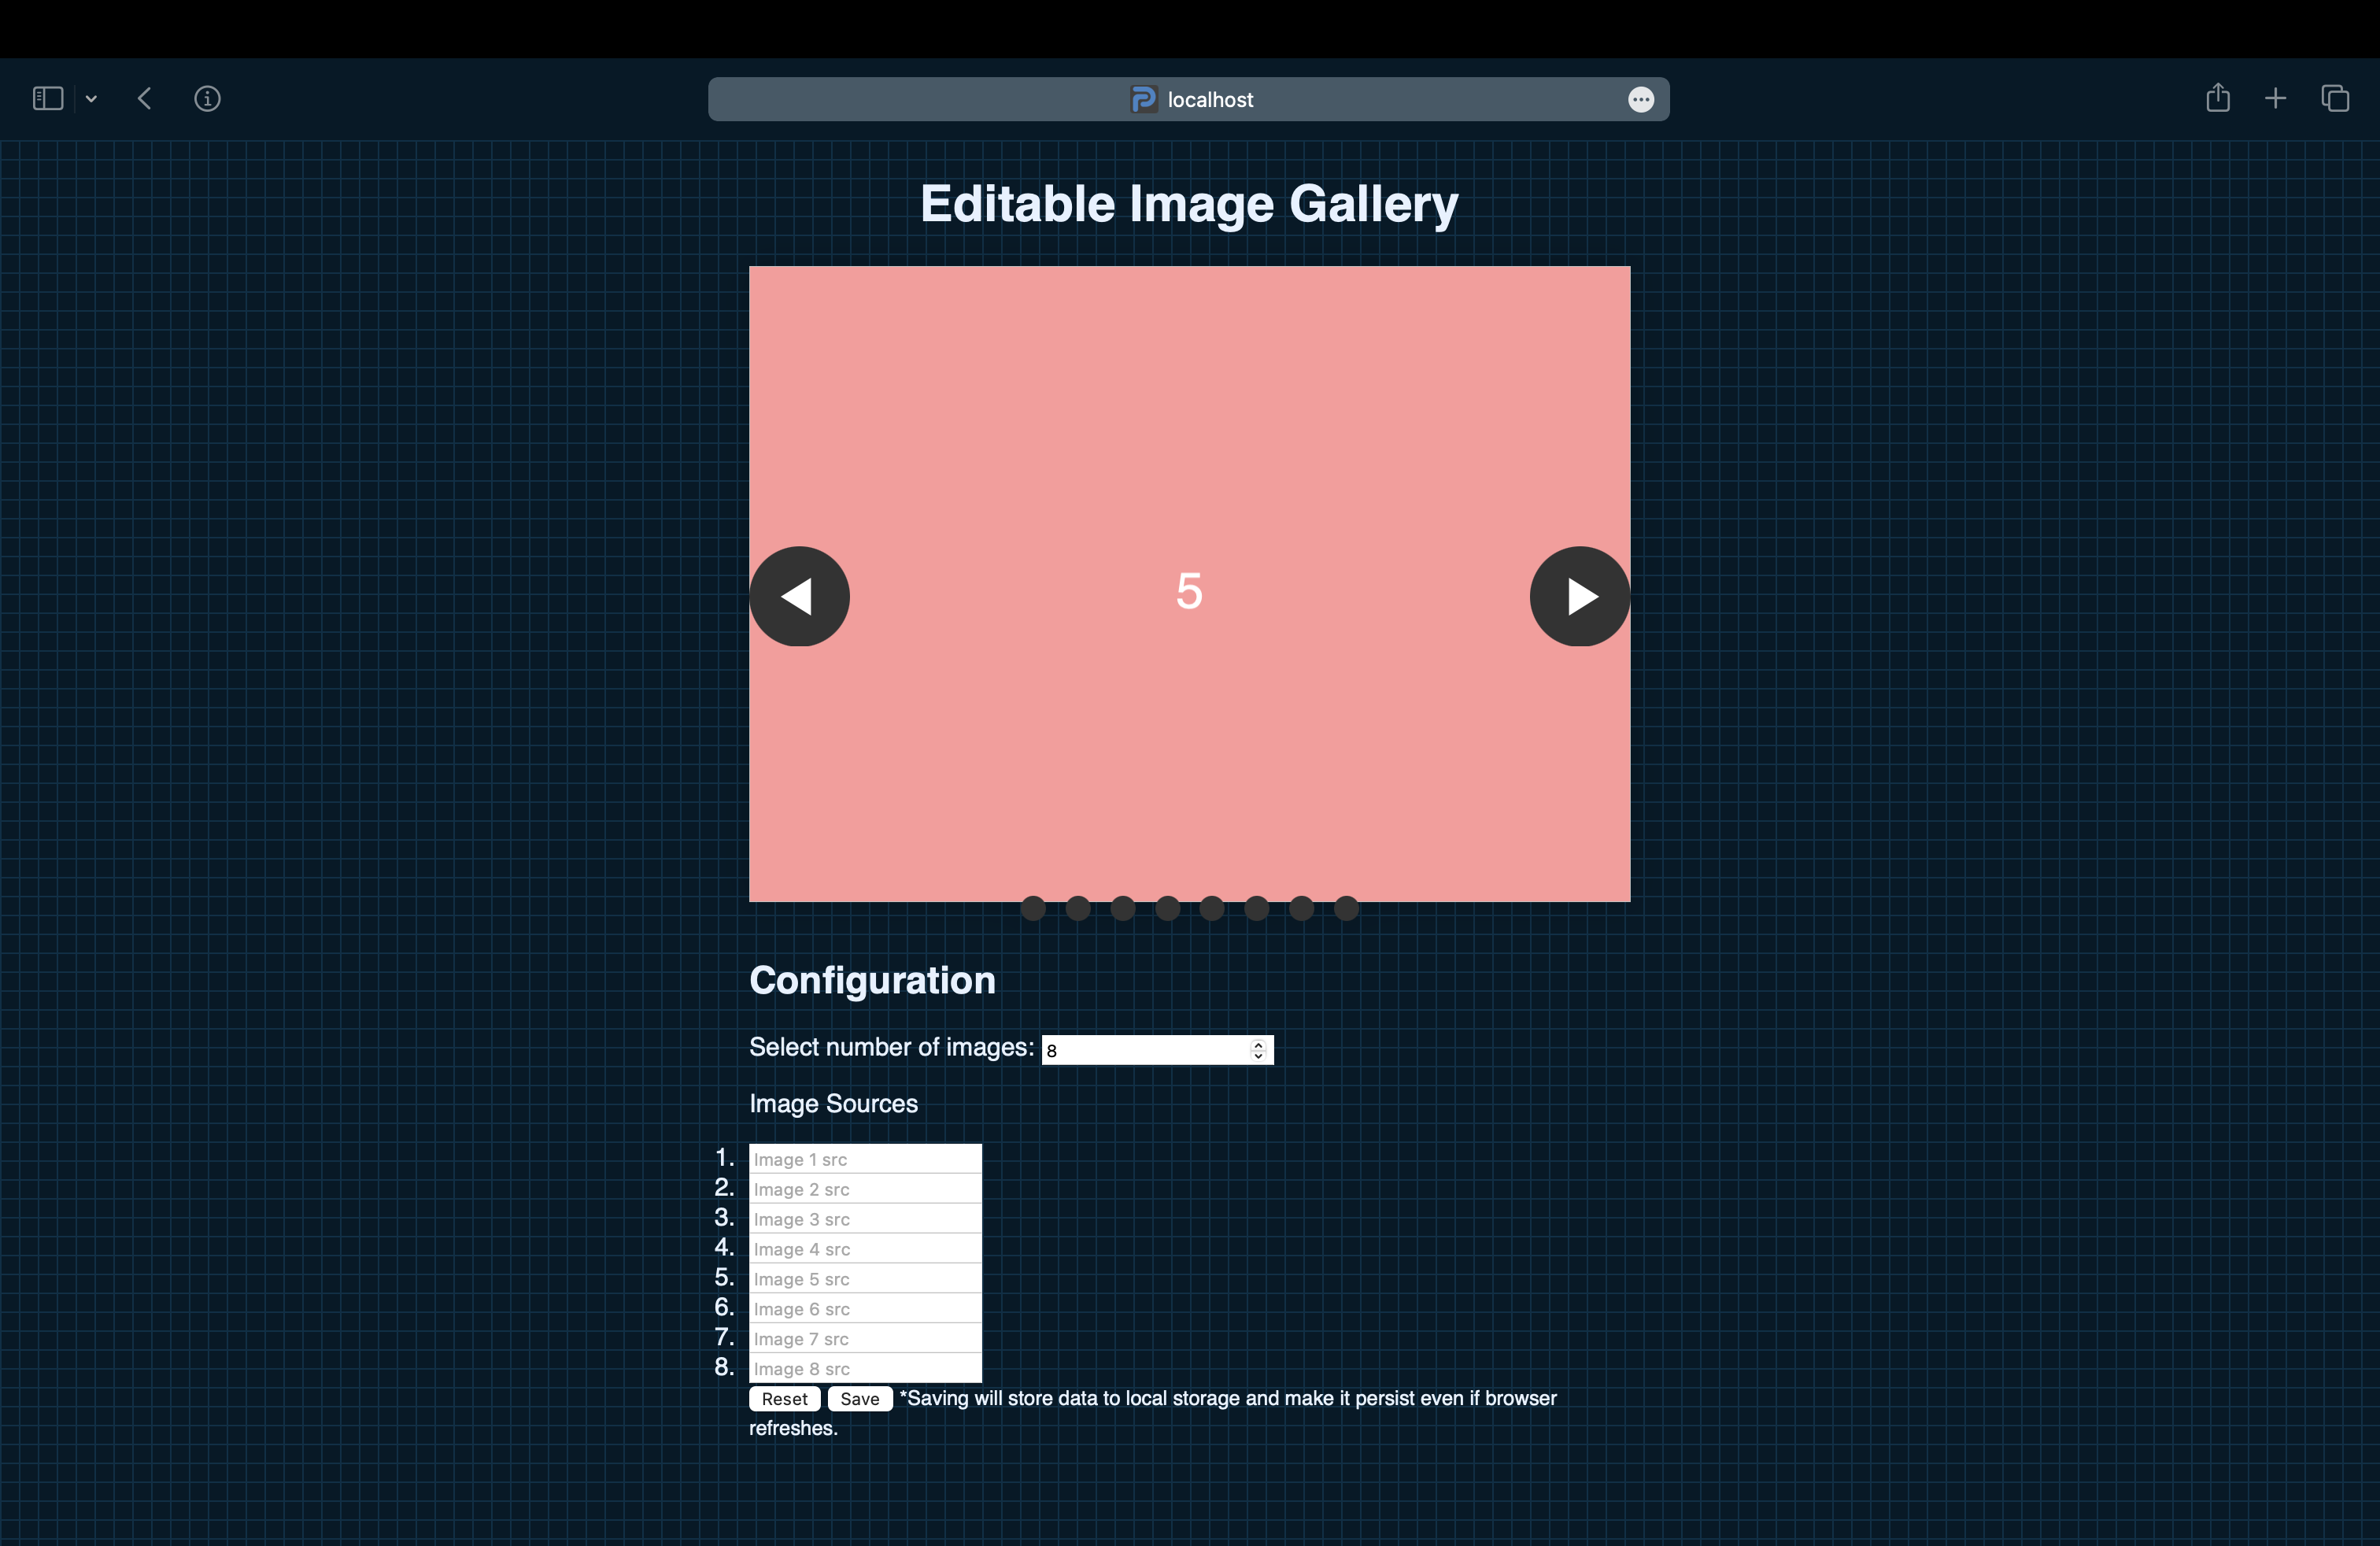 localhost
Editable Image Gallery
5
Configuration
Select number of images: 8
Image Sources
1. Image 1 src
2. Image 2 src
3. Image 3 src
4. Image 4 src
5. Image 5 src
6. Image 6 src
7. Image 7 src
8. Image 8 src
Reset Save *Saving will store data to local storage and make it persist even if browser
refreshes.